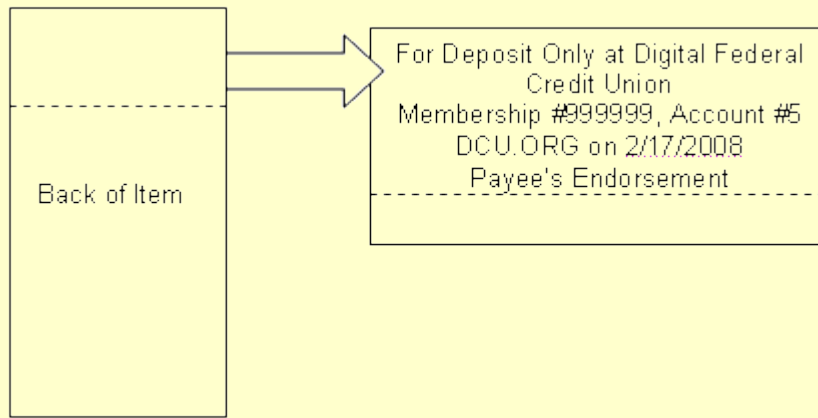 Back of Item
For Deposit Only at Digital Federal
Credit Union
Membership #999999, Account #5
DCU.ORG on 2/17/2008
Payee's Endorsement